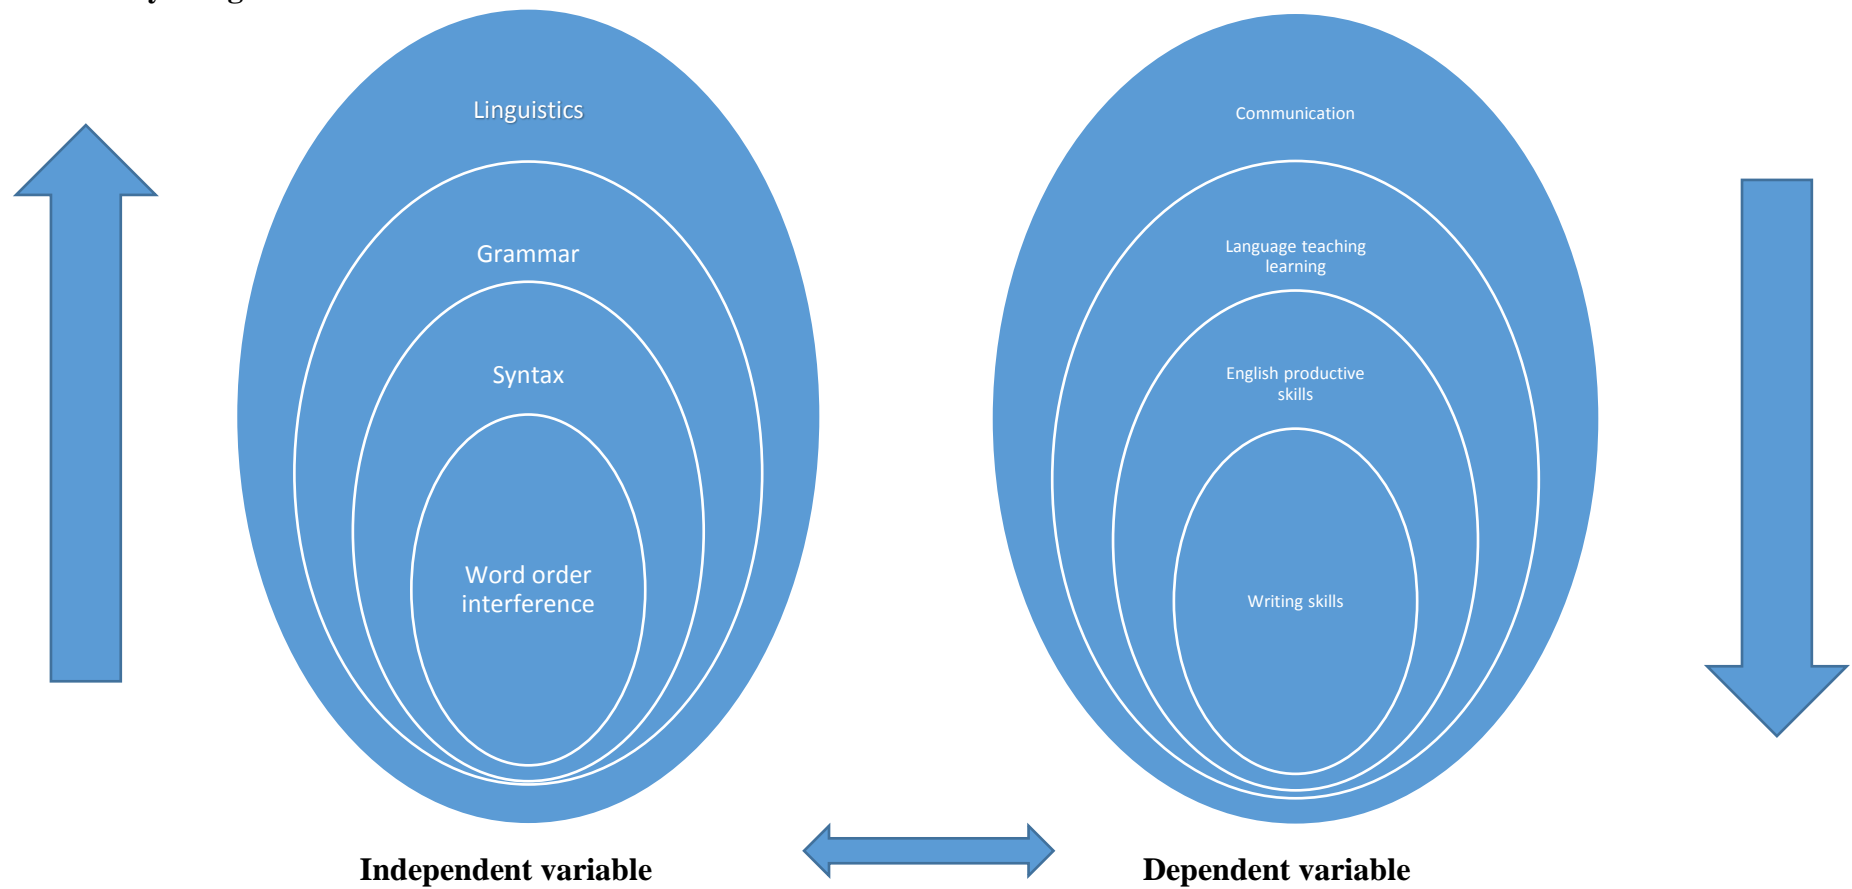 Linguistics
Grammar
Syntax
Word order
interference
Independent variable
Communication
Language teaching
learning
English productive
skills
Writing skills
Dependent variable